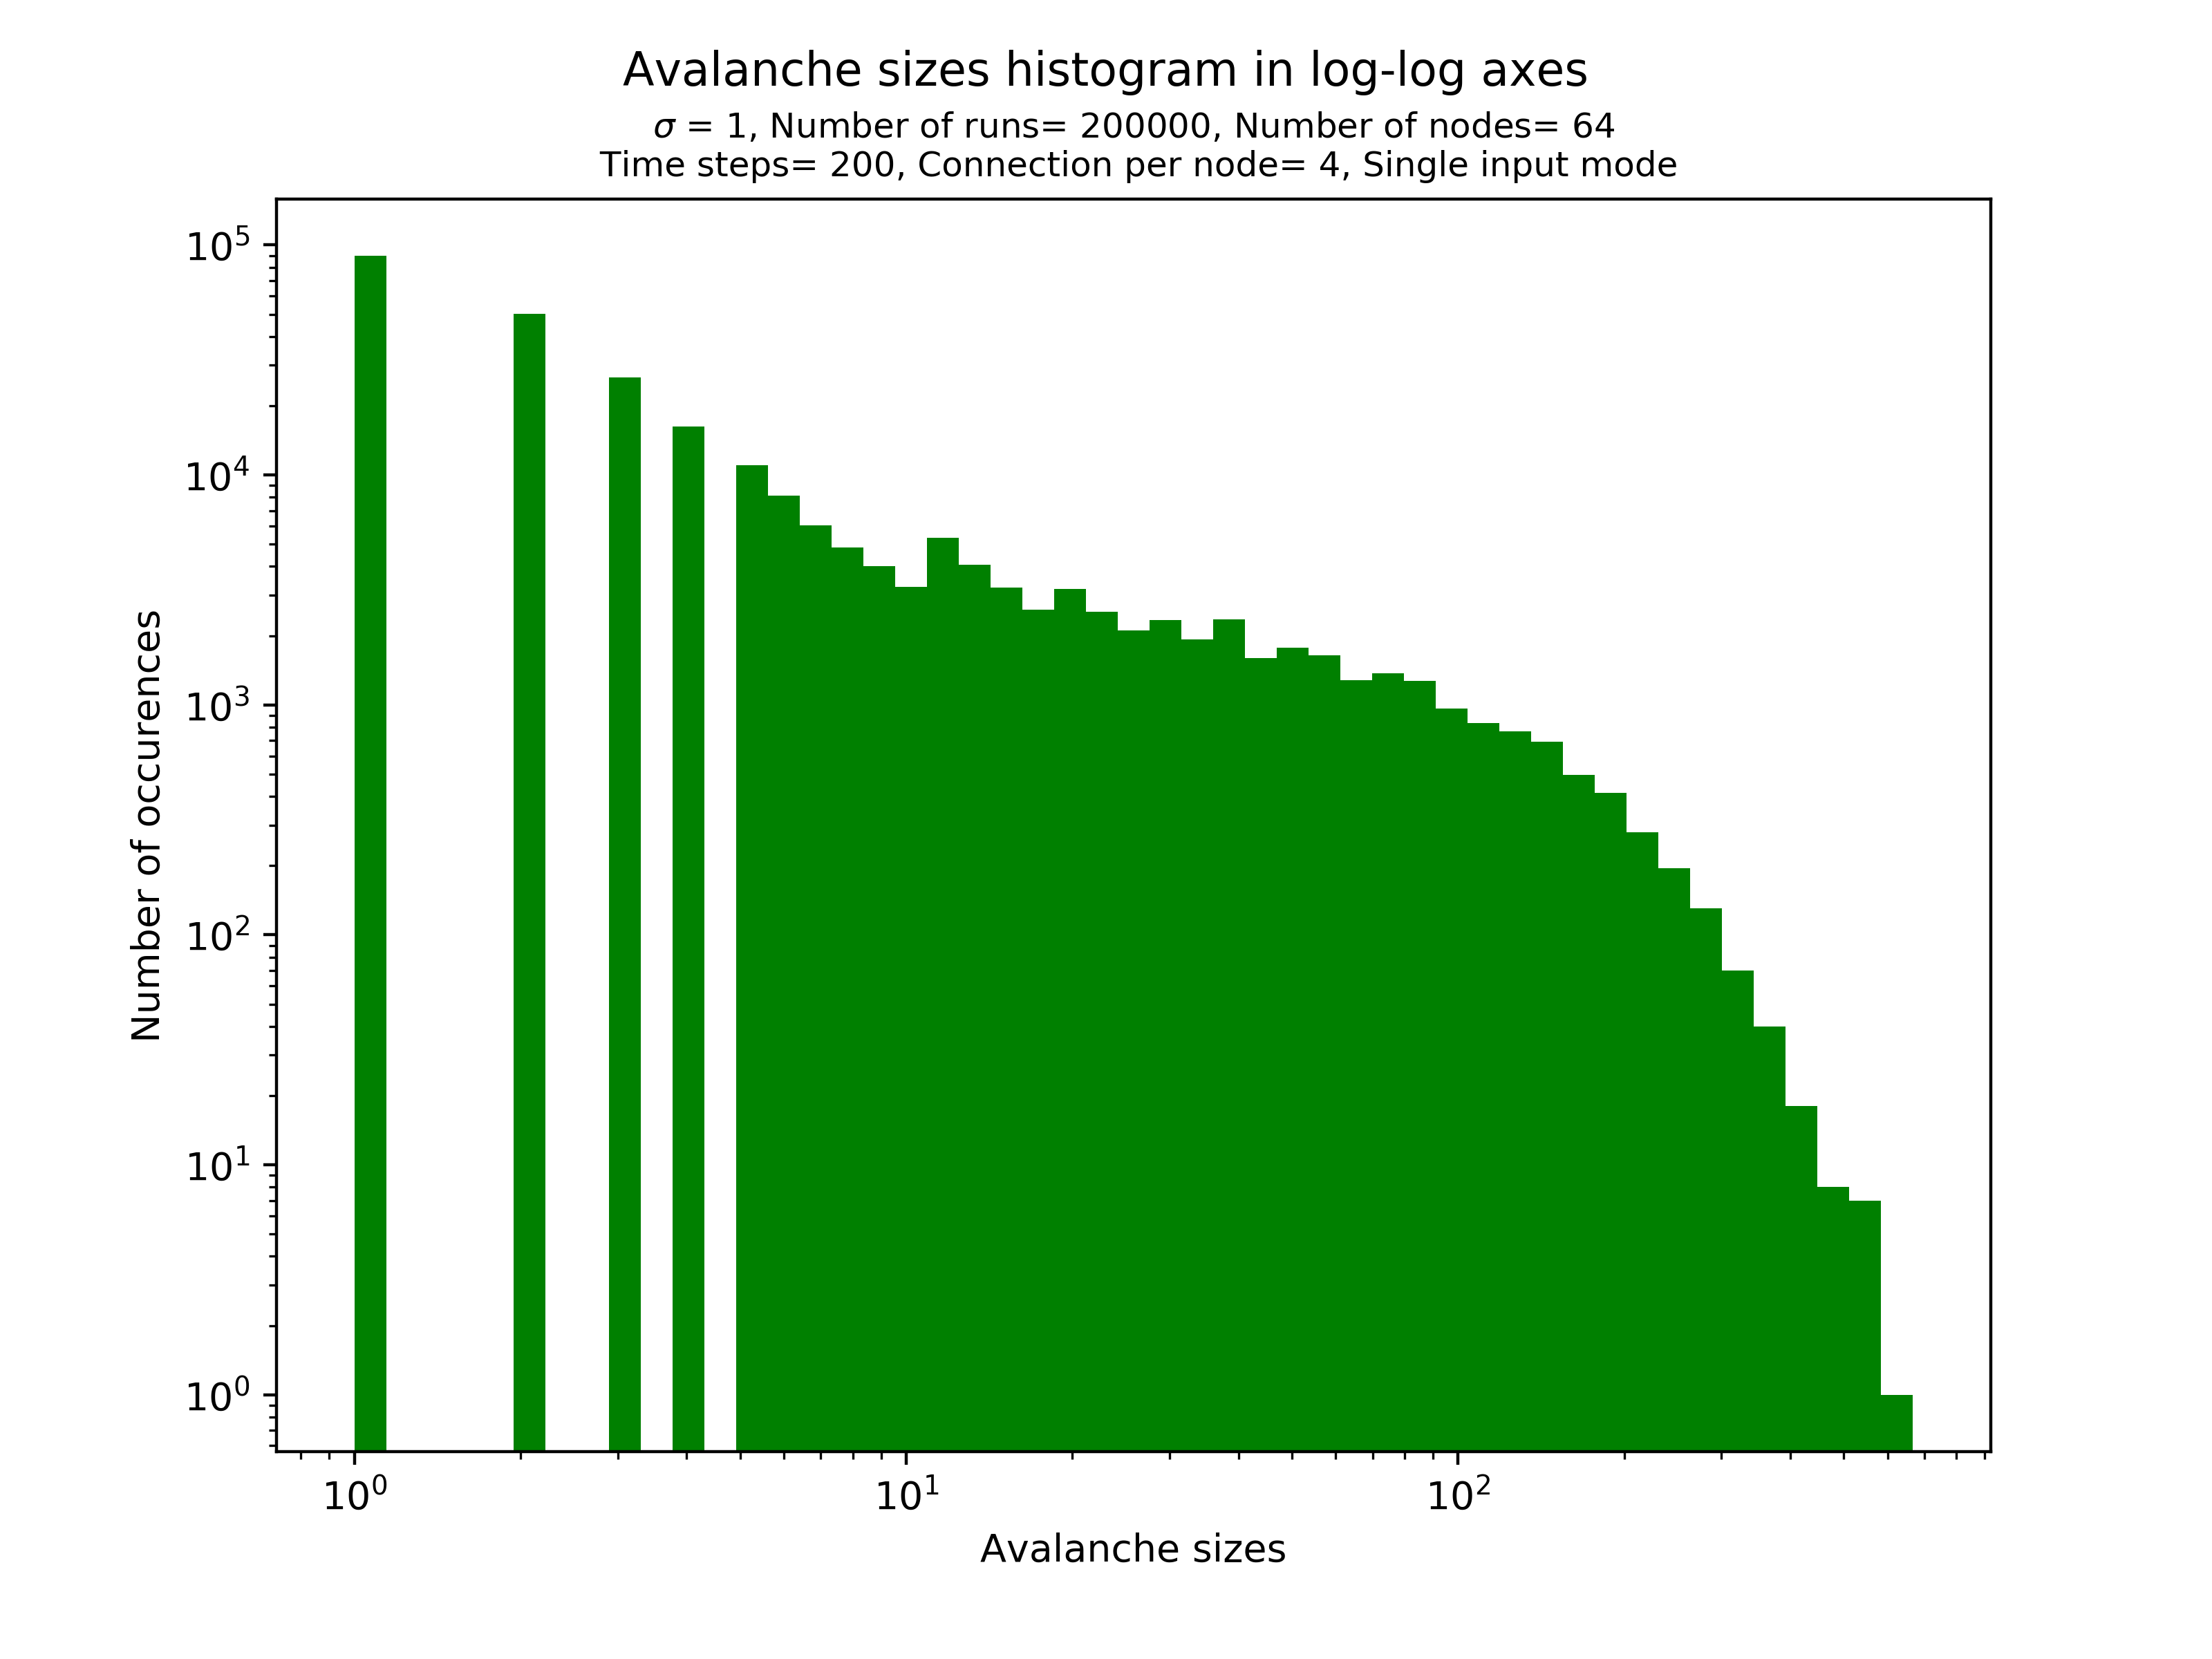 Avalanche sizes histogram in log-log axes
σ = 1, Number of runs= 200000, Number of nodes= 64
Time steps= 200, Connection per node= 4, Single input mode
10⁵
10⁴
10³
10²
10¹
10⁰
Number of occurences
10⁰ 10¹ 10²
Avalanche sizes